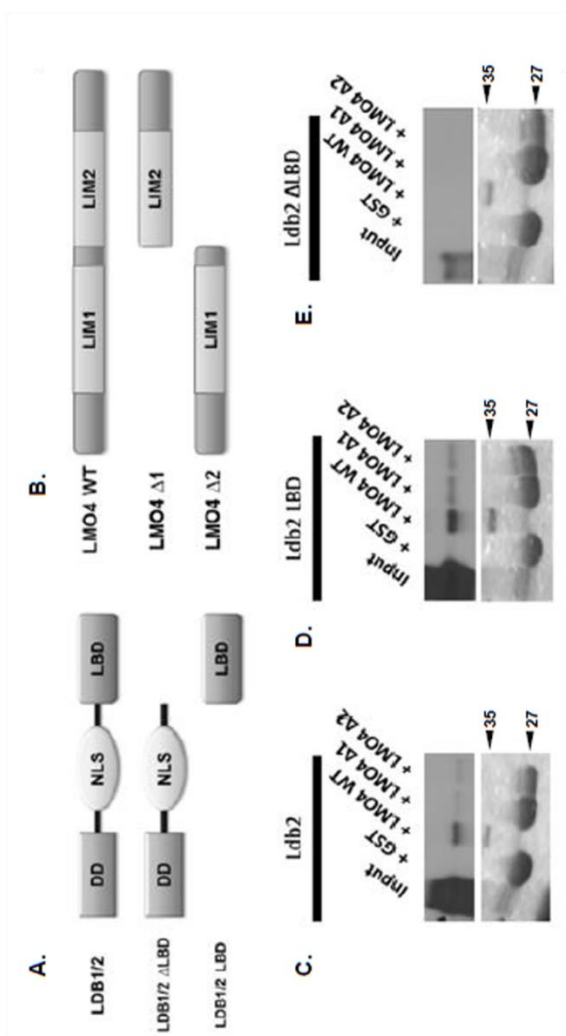 A.
LDB1/2
DD
NLS
LBD
LDB1/2 ΔLBD
DD
NLS
LDB1/2 LBD
LBD
B.
LMO4 WT
LIM1
LIM2
LMO4 Δ1
LIM2
LMO4 Δ2
LIM1
C.
Ldb2
Input
+ GST
+ LMO4 WT
+ LMO4 Δ1
+ LMO4 Δ2
35
27
D.
Ldb2 LBD
Input
+ GST
+ LMO4 WT
+ LMO4 Δ1
+ LMO4 Δ2
35
27
E.
Ldb2 ΔLBD
Input
+ GST
+ LMO4 WT
+ LMO4 Δ1
+ LMO4 Δ2
35
27